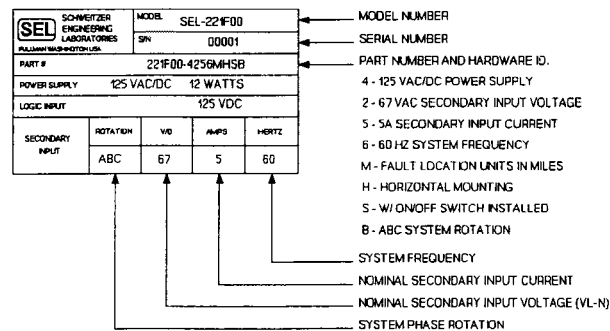 SEL SCHWEITZER ENGINEERING LABORATORIES
PULLMAN WASHINGTON USA
MODEL SEL-221F00
S/N 00001
PART # 221F00-4256MHSB
POWER SUPPLY 125 VAC/DC 12 WATTS
LOGIC INPUT 125 VDC
SECONDARY INPUT
ROTATION V/Ø AMPS HERTZ
ABC 67 5 60
MODEL NUMBER
SERIAL NUMBER
PART NUMBER AND HARDWARE ID.
4 - 125 VAC/DC POWER SUPPLY
2 - 67 VAC SECONDARY INPUT VOLTAGE
5 - 5A SECONDARY INPUT CURRENT
6 - 60 HZ SYSTEM FREQUENCY
M - FAULT LOCATION UNITS IN MILES
H - HORIZONTAL MOUNTING
S - W/ ON/OFF SWITCH INSTALLED
B - ABC SYSTEM ROTATION
SYSTEM FREQUENCY
NOMINAL SECONDARY INPUT CURRENT
NOMINAL SECONDARY INPUT VOLTAGE (VL-N)
SYSTEM PHASE ROTATION